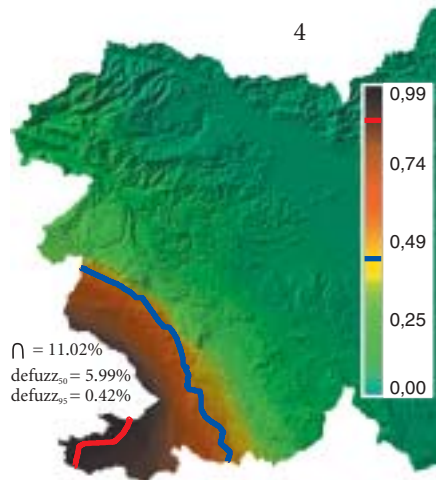 4
0,99
0,74
0,49
0,25
0,00
∩ = 11.02%
defuzz₅₀ = 5.99%
defuzz₉₅ = 0.42%